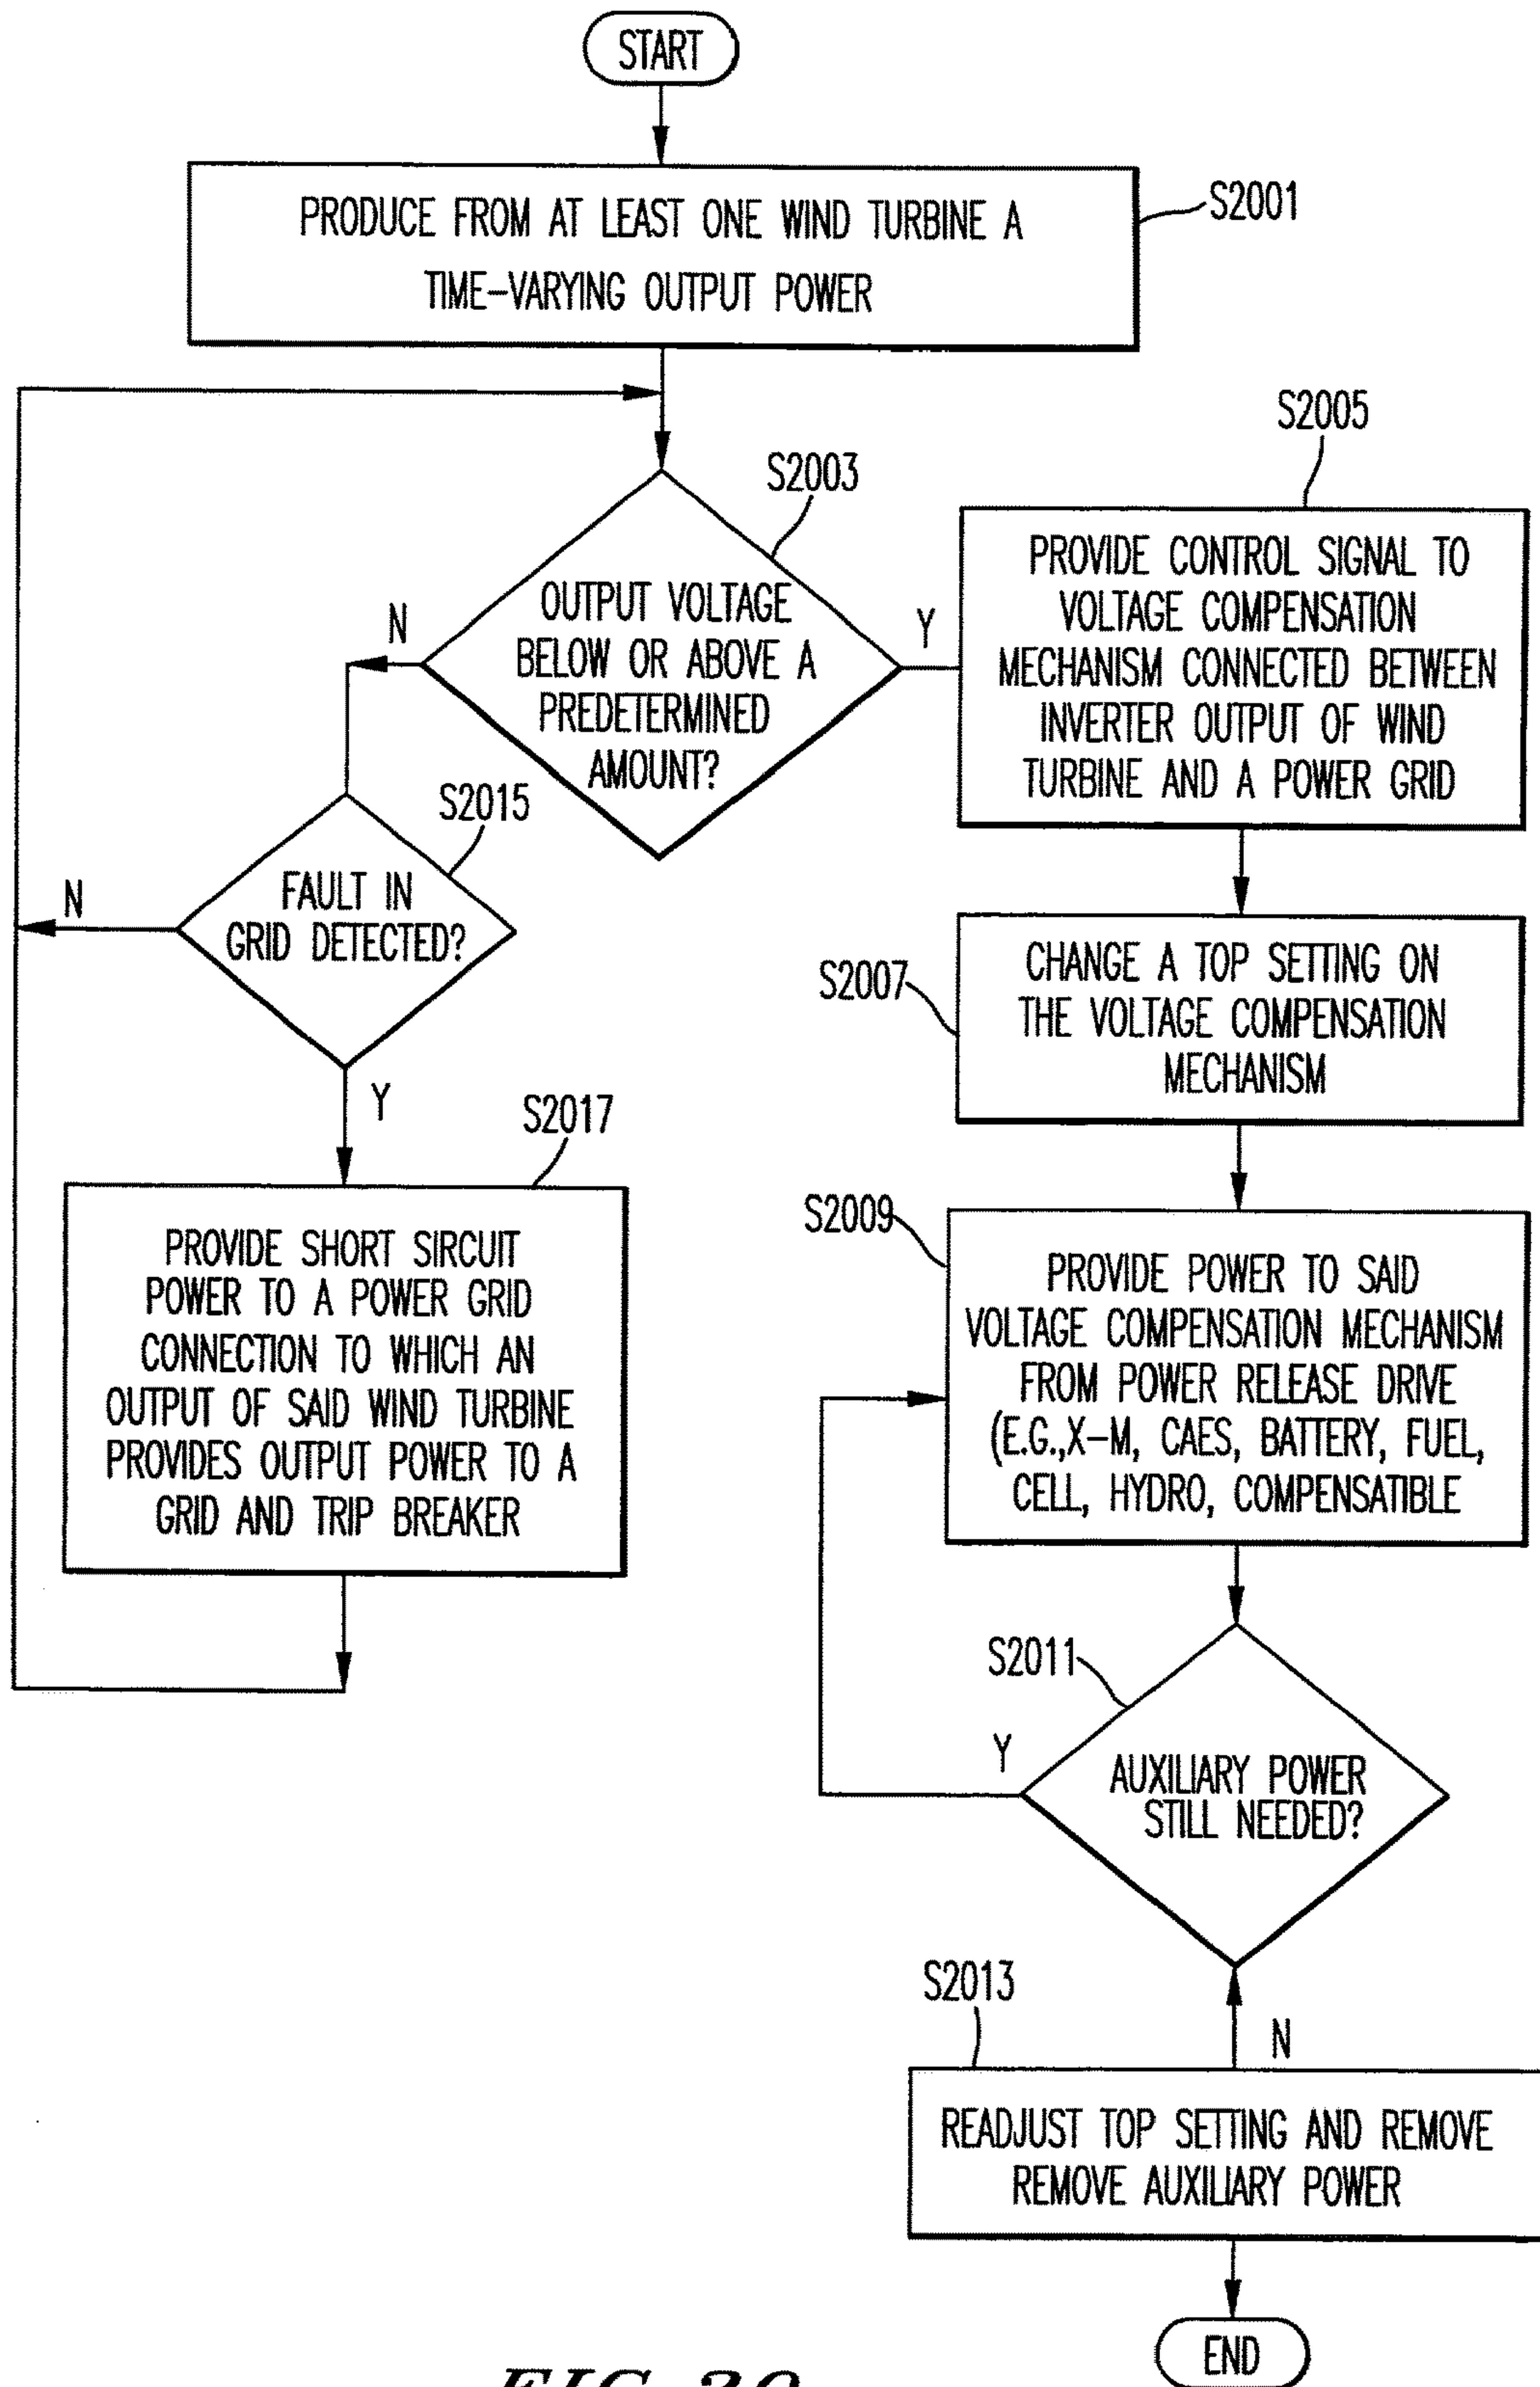 START
PRODUCE FROM AT LEAST ONE WIND TURBINE A
TIME-VARYING OUTPUT POWER
S2001
S2003
OUTPUT VOLTAGE
BELOW OR ABOVE A
PREDETERMINED
AMOUNT?
N
Y
S2005
PROVIDE CONTROL SIGNAL TO
VOLTAGE COMPENSATION
MECHANISM CONNECTED BETWEEN
INVERTER OUTPUT OF WIND
TURBINE AND A POWER GRID
S2015
FAULT IN
GRID DETECTED?
N
Y
S2007
CHANGE A TOP SETTING ON
THE VOLTAGE COMPENSATION
MECHANISM
S2017
PROVIDE SHORT SIRCUIT
POWER TO A POWER GRID
CONNECTION TO WHICH AN
OUTPUT OF SAID WIND TURBINE
PROVIDES OUTPUT POWER TO A
GRID AND TRIP BREAKER
S2009
PROVIDE POWER TO SAID
VOLTAGE COMPENSATION MECHANISM
FROM POWER RELEASE DRIVE
(E.G.,X-M, CAES, BATTERY, FUEL,
CELL, HYDRO, COMPENSATIBLE
S2011
Y
AUXILIARY POWER
STILL NEEDED?
S2013
N
READJUST TOP SETTING AND REMOVE
REMOVE AUXILIARY POWER
END
FIG. 20